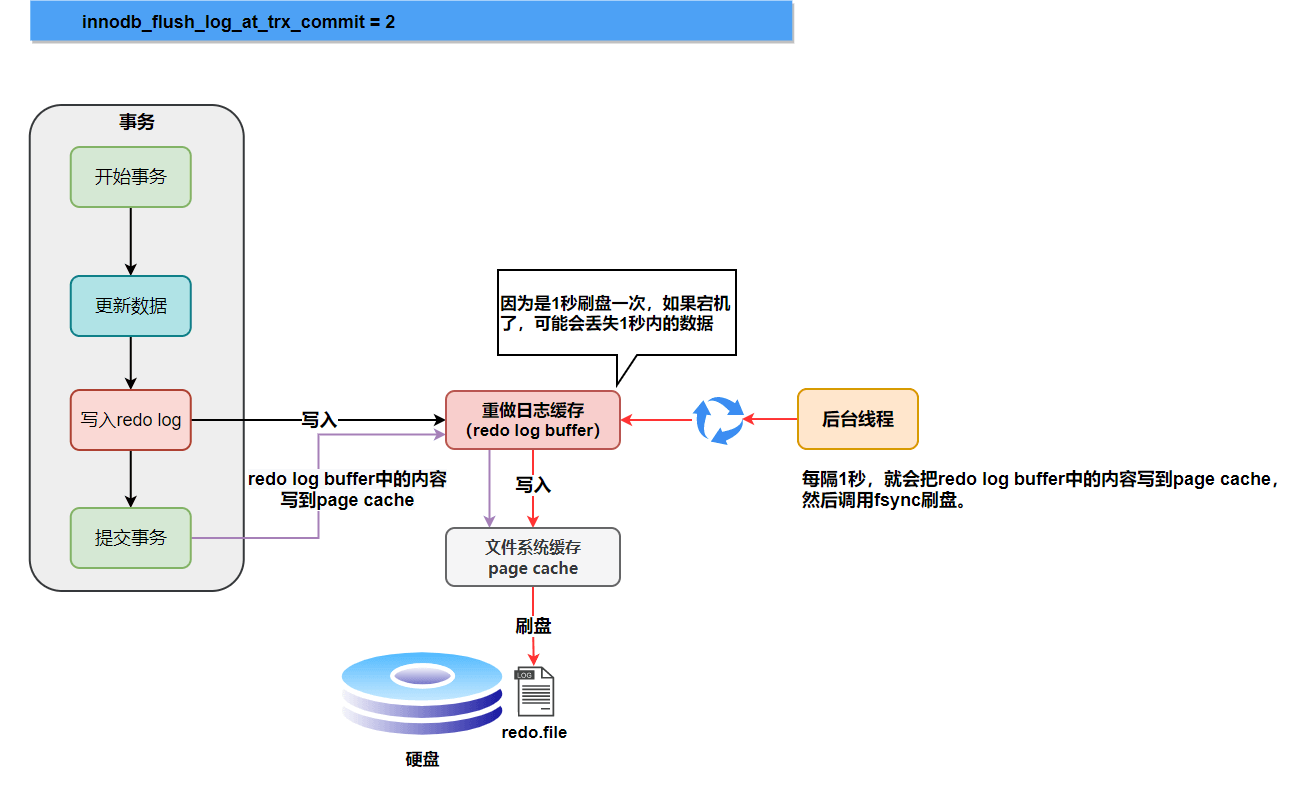 innodb_flush_log_at_trx_commit = 2
事务
开始事务
更新数据
因为是1秒刷盘一次，如果宕机
了，可能会丢失1秒内的数据
写入redo log
写入
重做日志缓存
（redo log buffer）
后台线程
redo log buffer中的内容
写到page cache
写入
每隔1秒，就会把redo log buffer中的内容写到page cache，
然后调用fsync刷盘。
提交事务
文件系统缓存
page cache
刷盘
LOG
redo.file
硬盘